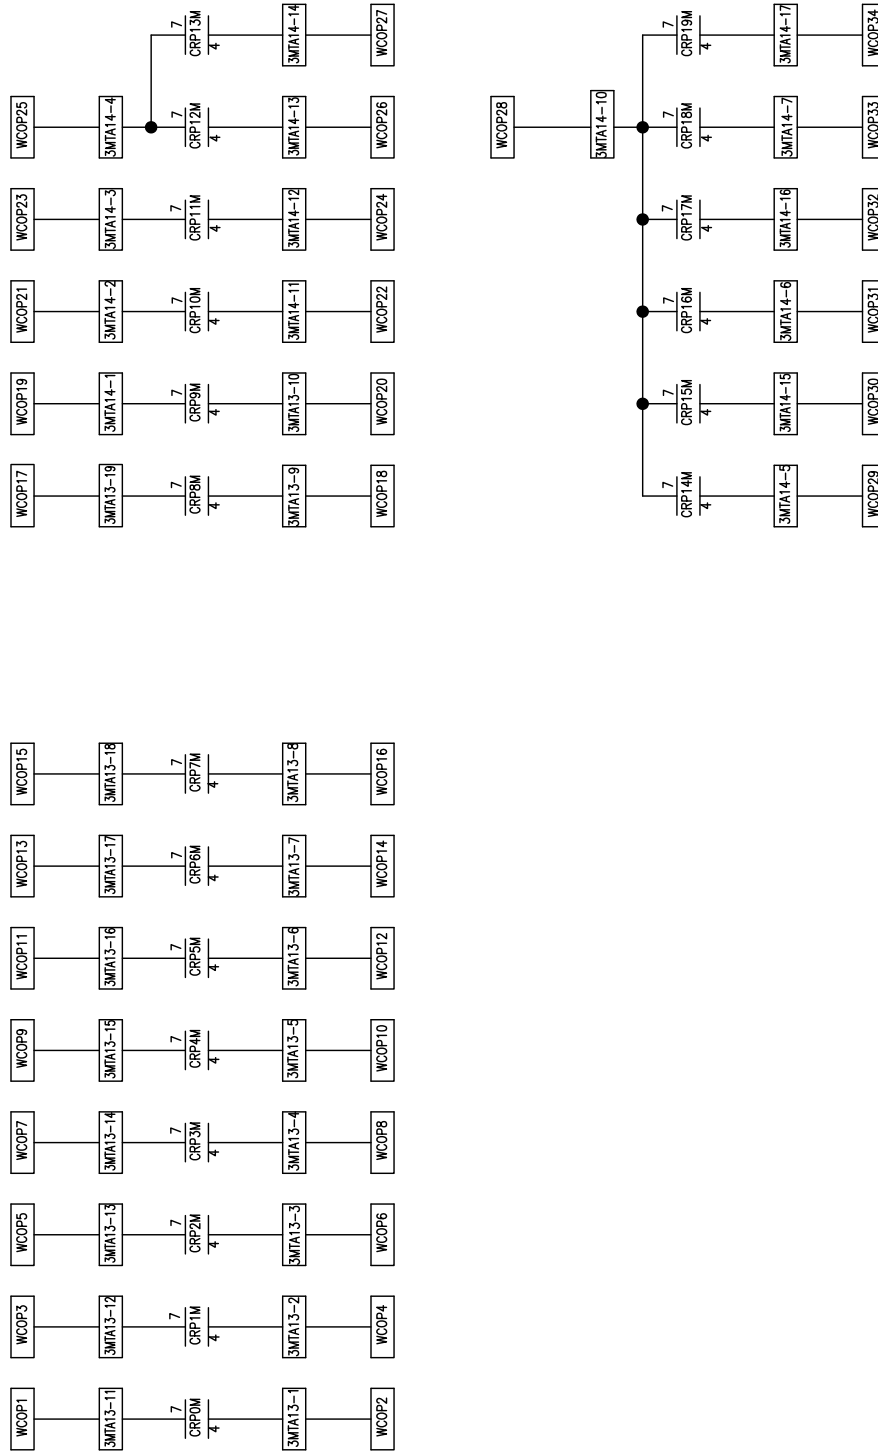 WCOP1
3MTA13-11
7
CRP0M
4
3MTA13-1
WCOP2
WCOP3
3MTA13-12
7
CRP1M
4
3MTA13-2
WCOP4
WCOP5
3MTA13-13
7
CRP2M
4
3MTA13-3
WCOP6
WCOP7
3MTA13-14
7
CRP3M
4
3MTA13-4
WCOP8
WCOP9
3MTA13-15
7
CRP4M
4
3MTA13-5
WCOP10
WCOP11
3MTA13-16
7
CRP5M
4
3MTA13-6
WCOP12
WCOP13
3MTA13-17
7
CRP6M
4
3MTA13-7
WCOP14
WCOP15
3MTA13-18
7
CRP7M
4
3MTA13-8
WCOP16
WCOP17
3MTA13-19
7
CRP8M
4
3MTA13-9
WCOP18
WCOP19
3MTA14-1
7
CRP9M
4
3MTA13-10
WCOP20
WCOP21
3MTA14-2
7
CRP10M
4
3MTA14-11
WCOP22
WCOP23
3MTA14-3
7
CRP11M
4
3MTA14-12
WCOP24
WCOP25
3MTA14-4
7
CRP12M
4
3MTA14-13
WCOP26
7
CRP13M
4
3MTA14-14
WCOP27
WCOP28
3MTA14-10
7
CRP14M
4
3MTA14-5
WCOP29
7
CRP15M
4
3MTA14-15
WCOP30
7
CRP16M
4
3MTA14-6
WCOP31
7
CRP17M
4
3MTA14-16
WCOP32
7
CRP18M
4
3MTA14-7
WCOP33
7
CRP19M
4
3MTA14-17
WCOP34